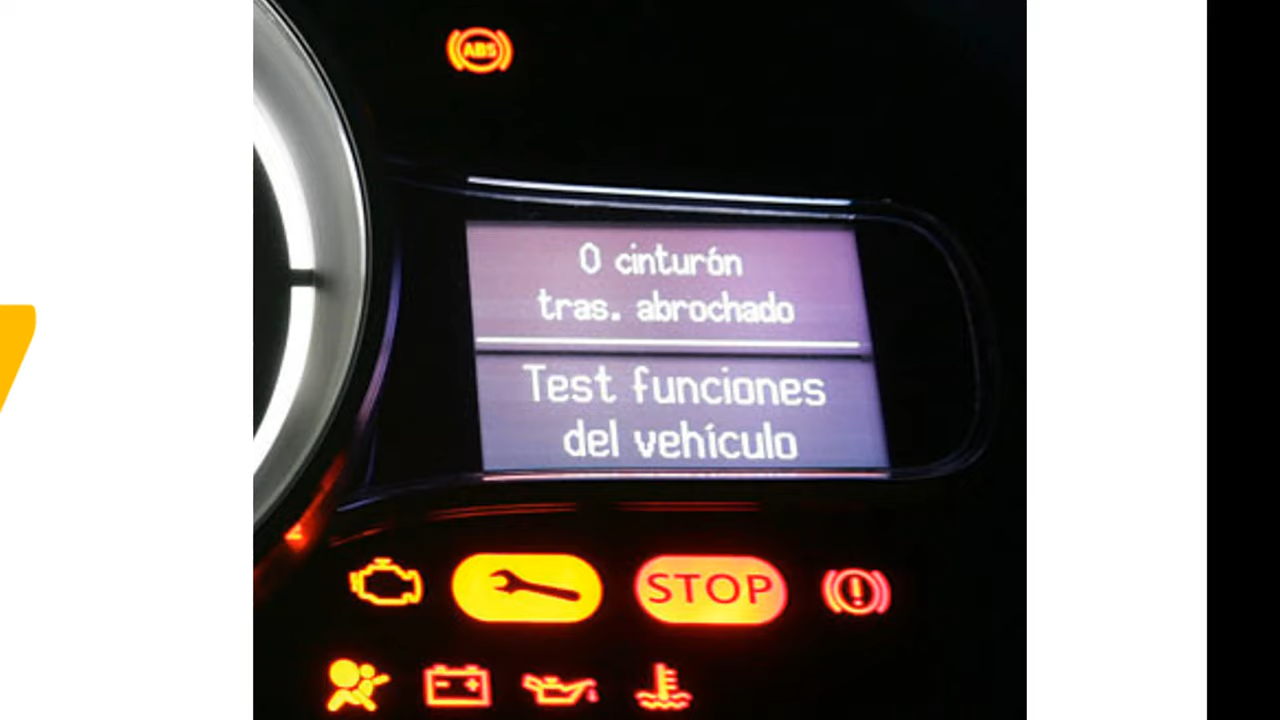 ABS
0 cinturón
tras. abrochado
Test funciones
del vehículo
STOP